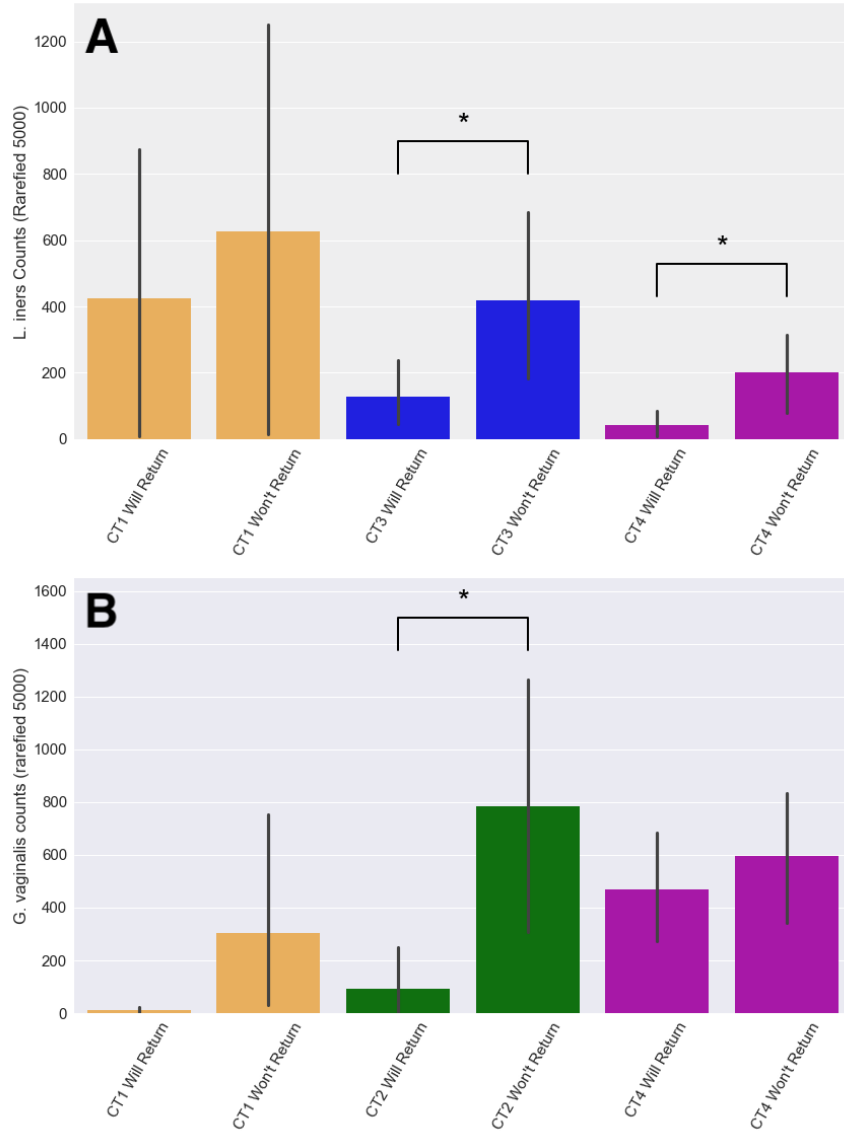 A
L. iners Counts (Rarefied 5000)
1200
1000
800
600
400
200
0
*
*
CT1 Will Return
CT1 Won't Return
CT3 Will Return
CT3 Won't Return
CT4 Will Return
CT4 Won't Return
B
G. vaginalis counts (rarefied 5000)
1600
1400
1200
1000
800
600
400
200
0
*
CT1 Will Return
CT1 Won't Return
CT2 Will Return
CT2 Won't Return
CT4 Will Return
CT4 Won't Return